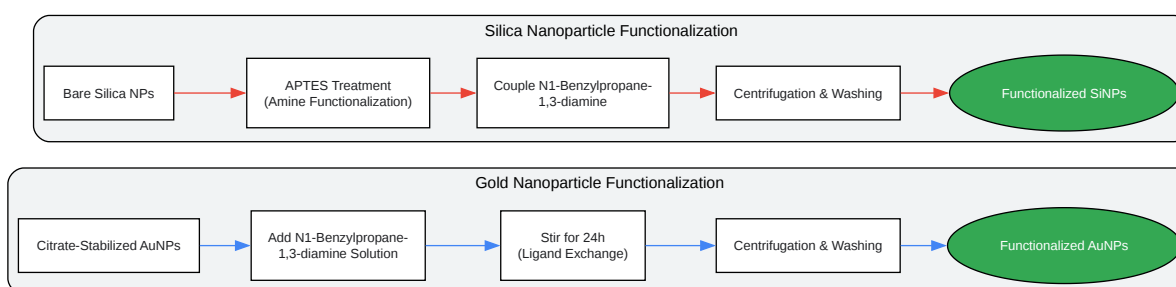 Silica Nanoparticle Functionalization
Bare Silica NPs
APTES Treatment
(Amine Functionalization)
Couple N1-Benzylpropane-
1,3-diamine
Centrifugation & Washing
Functionalized SiNPs
Gold Nanoparticle Functionalization
Citrate-Stabilized AuNPs
Add N1-Benzylpropane-
1,3-diamine Solution
Stir for 24h
(Ligand Exchange)
Centrifugation & Washing
Functionalized AuNPs